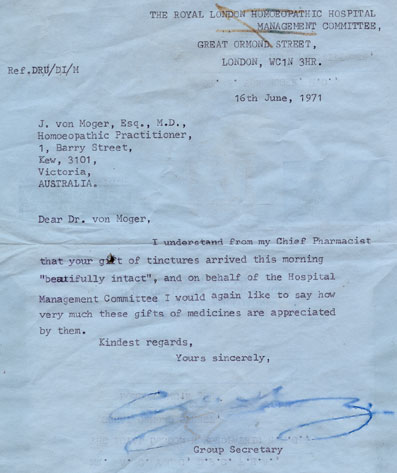 THE ROYAL LONDON HOMOEOPATHIC HOSPITAL
MANAGEMENT COMMITTEE,
GREAT ORMOND STREET,
LONDON, WC1N 3HR.
Ref.DRU/DI/M
16th June, 1971
J. von Moger, Esq., M.D.,
Homoeopathic Practitioner,
1, Barry Street,
Kew, 3101,
Victoria,
AUSTRALIA.
Dear Dr. von Moger,
I understand from my Chief Pharmacist
that your gift of tinctures arrived this morning
"beatifully intact", and on behalf of the Hospital
Management Committee I would again like to say how
very much these gifts of medicines are appreciated
by them.
Kindest regards,
Yours sincerely,
Group Secretary